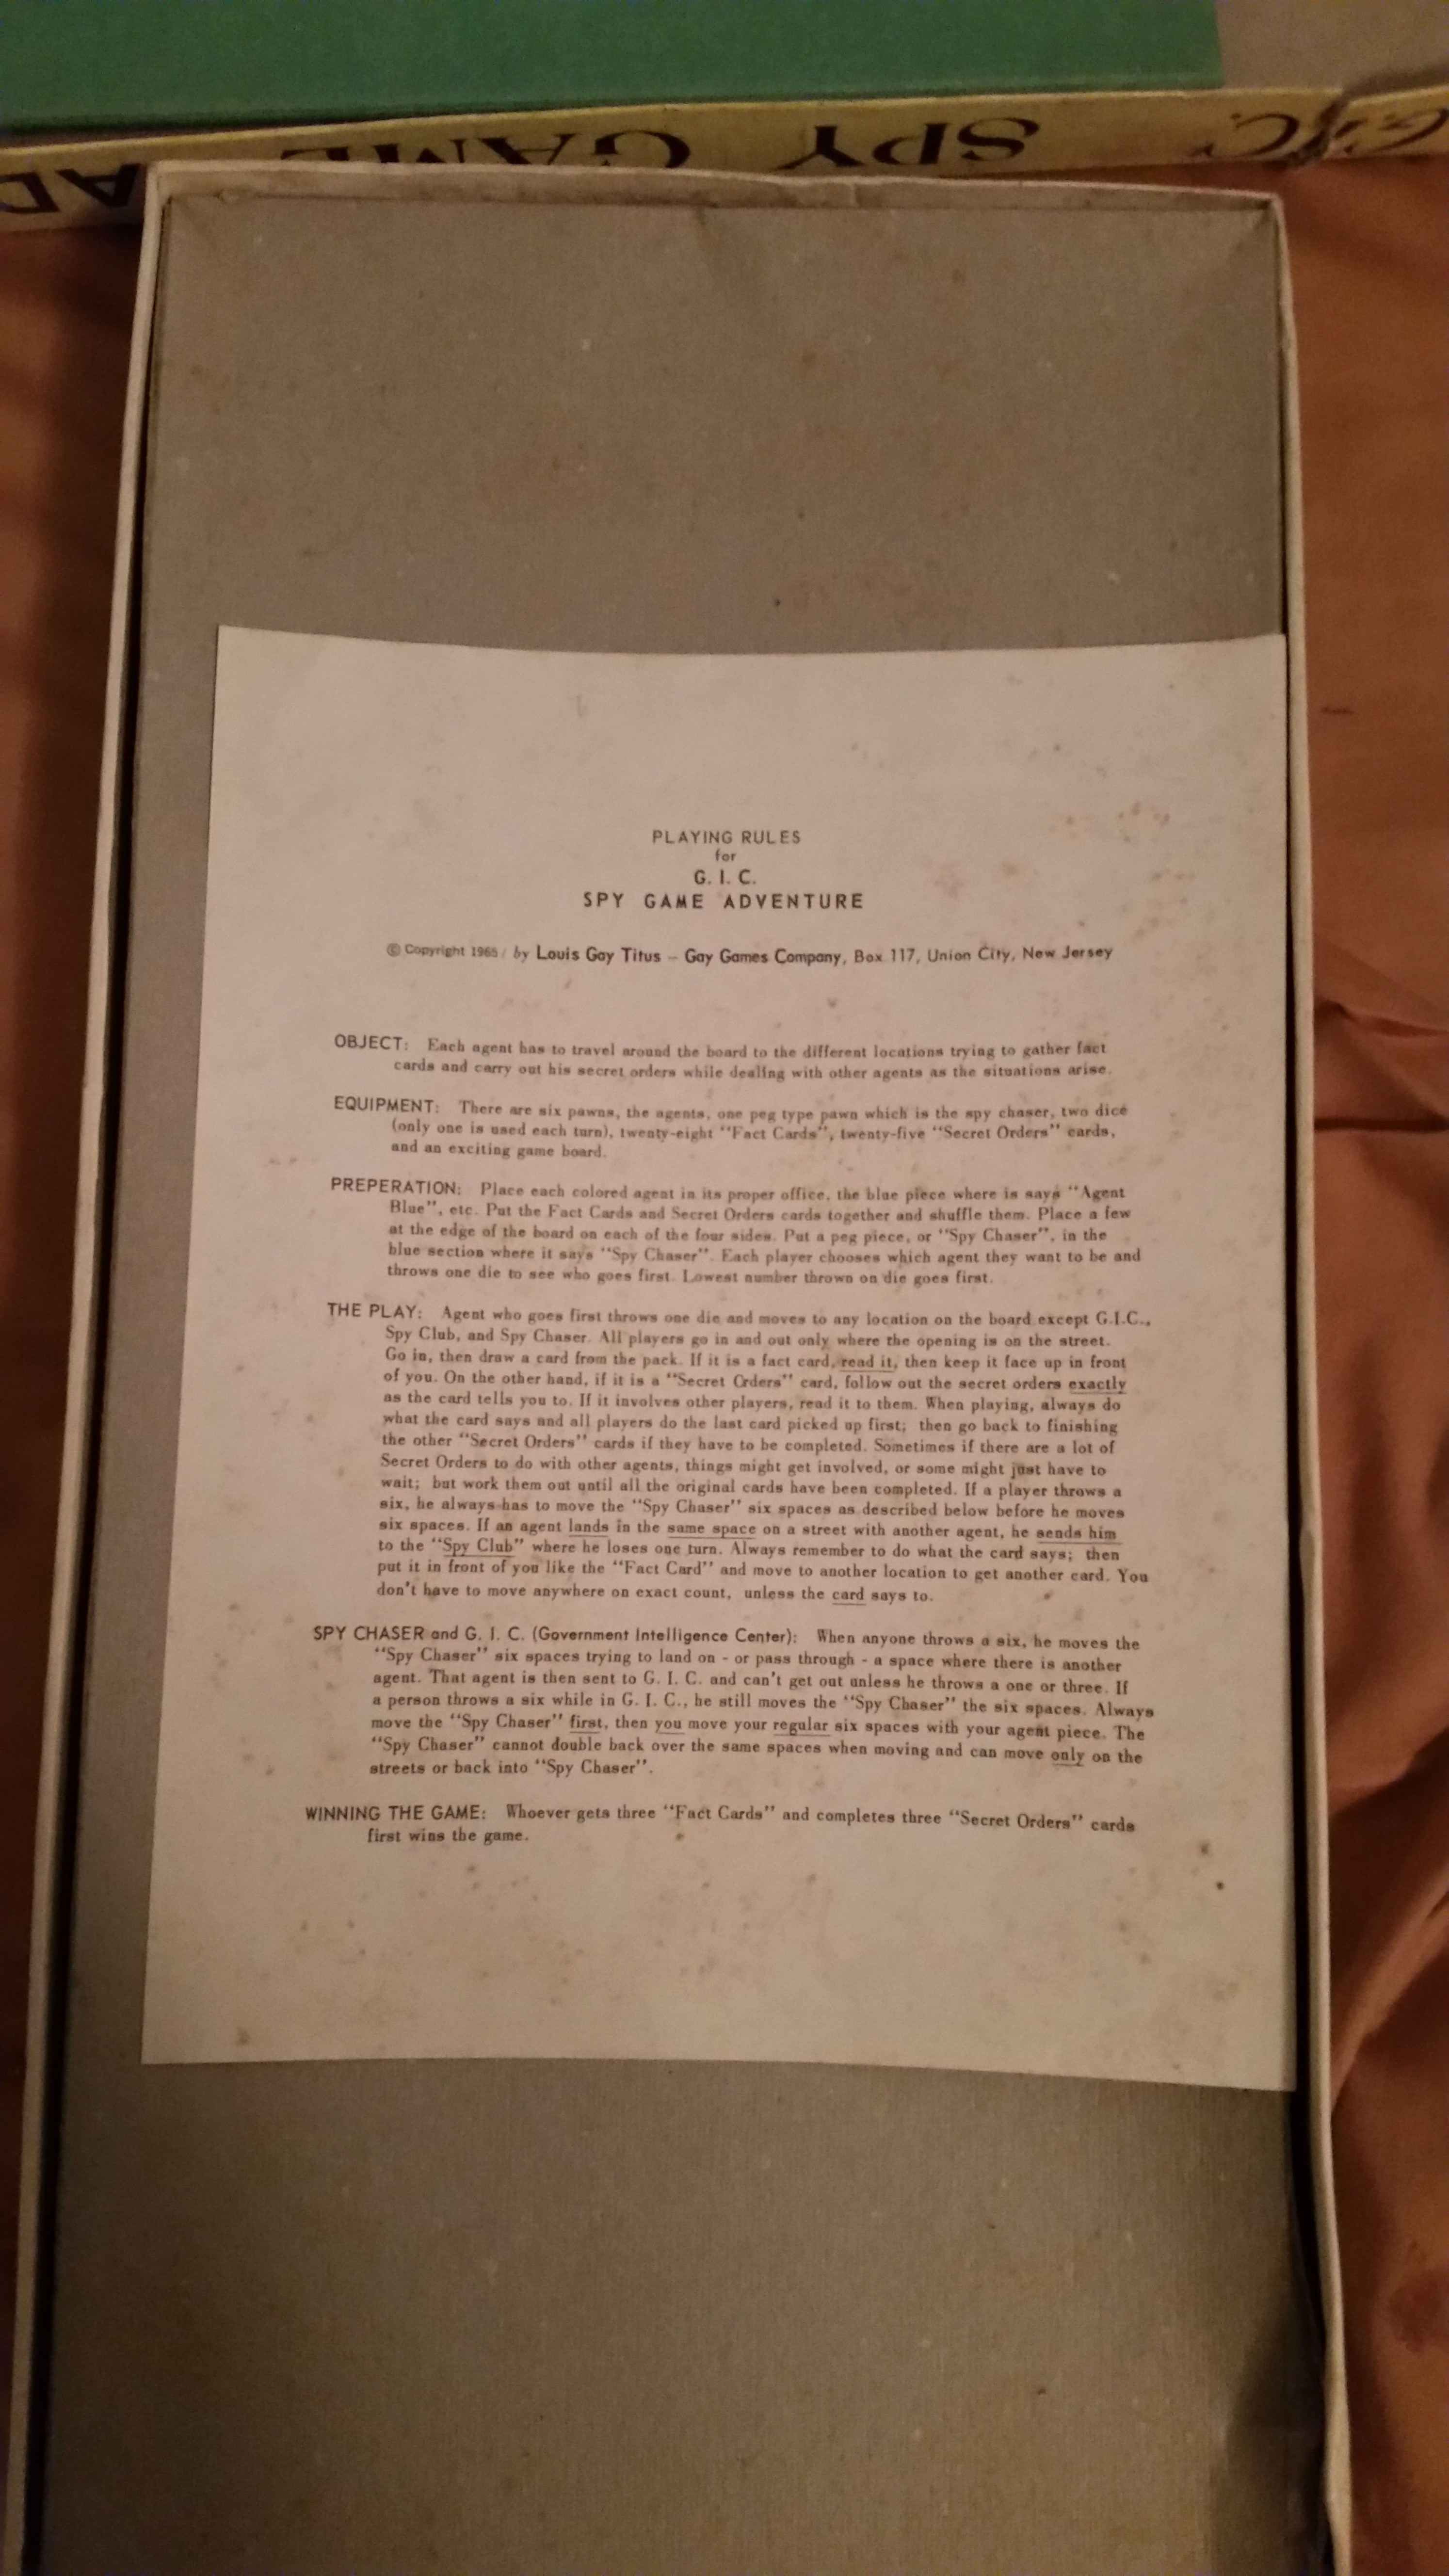 G.I.C. SPY GAME AD
PLAYING RULES
for
G. I. C.
SPY GAME ADVENTURE
© Copyright 1965 by Louis Gay Titus – Gay Games Company, Box 117, Union City, New Jersey
OBJECT: Each agent has to travel around the board to the different locations trying to gather fact
cards and carry out his secret orders while dealing with other agents as the situations arise.
EQUIPMENT: There are six pawns, the agents, one peg type pawn which is the spy chaser, two dice
(only one is used each turn), twenty-eight "Fact Cards", twenty-five "Secret Orders" cards,
and an exciting game board.
PREPERATION: Place each colored agent in its proper office, the blue piece where is says "Agent
Blue", etc. Put the Fact Cards and Secret Orders cards together and shuffle them. Place a few
at the edge of the board on each of the four sides. Put a peg piece, or "Spy Chaser", in the
blue section where it says "Spy Chaser". Each player chooses which agent they want to be and
throws one die to see who goes first. Lowest number thrown on die goes first.
THE PLAY: Agent who goes first throws one die and moves to any location on the board except G.I.C.,
Spy Club, and Spy Chaser. All players go in and out only where the opening is on the street.
Go in, then draw a card from the pack. If it is a fact card, read it, then keep it face up in front
of you. On the other hand, if it is a "Secret Orders" card, follow out the secret orders exactly
as the card tells you to. If it involves other players, read it to them. When playing, always do
what the card says and all players do the last card picked up first; then go back to finishing
the other "Secret Orders" cards if they have to be completed. Sometimes if there are a lot of
Secret Orders to do with other agents, things might get involved, or some might just have to
wait; but work them out until all the original cards have been completed. If a player throws a
six, he always has to move the "Spy Chaser" six spaces as described below before he moves
six spaces. If an agent lands in the same space on a street with another agent, he sends him
to the "Spy Club" where he loses one turn. Always remember to do what the card says; then
put it in front of you like the "Fact Card" and move to another location to get another card. You
don't have to move anywhere on exact count, unless the card says to.
SPY CHASER and G. I. C. (Government Intelligence Center): When anyone throws a six, he moves the
"Spy Chaser" six spaces trying to land on - or pass through - a space where there is another
agent. That agent is then sent to G. I. C. and can't get out unless he throws a one or three. If
a person throws a six while in G. I. C., he still moves the "Spy Chaser" the six spaces. Always
move the "Spy Chaser" first, then you move your regular six spaces with your agent piece. The
"Spy Chaser" cannot double back over the same spaces when moving and can move only on the
streets or back into "Spy Chaser".
WINNING THE GAME: Whoever gets three "Fact Cards" and completes three "Secret Orders" cards
first wins the game.